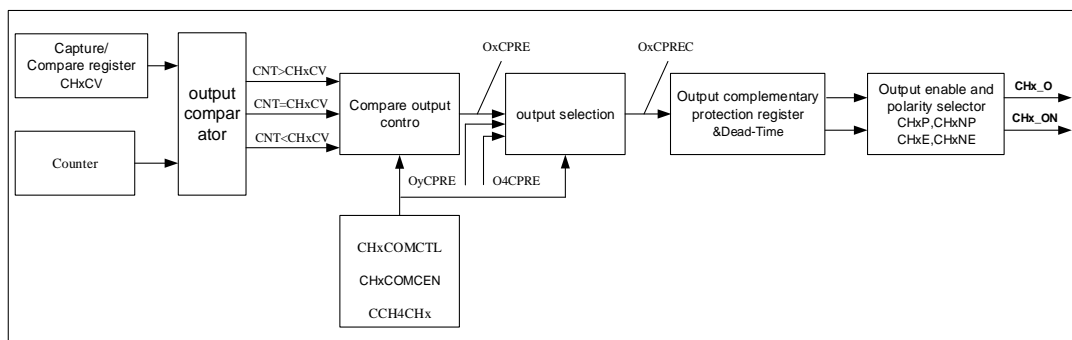 Capture/
Compare register
CHxCV
Counter
output
compar
ator
CNT>CHxCV
CNT=CHxCV
CNT<CHxCV
Compare output
contro
OxCPRE
output selection
OyCPRE
O4CPRE
OxCPREC
Output complementary
protection register
&Dead-Time
Output enable and
polarity selector
CHxP,CHxNP
CHxE,CHxNE
CHx_O
CHx_ON
CHxCOMCTL
CHxCOMCEN
CCH4CHx